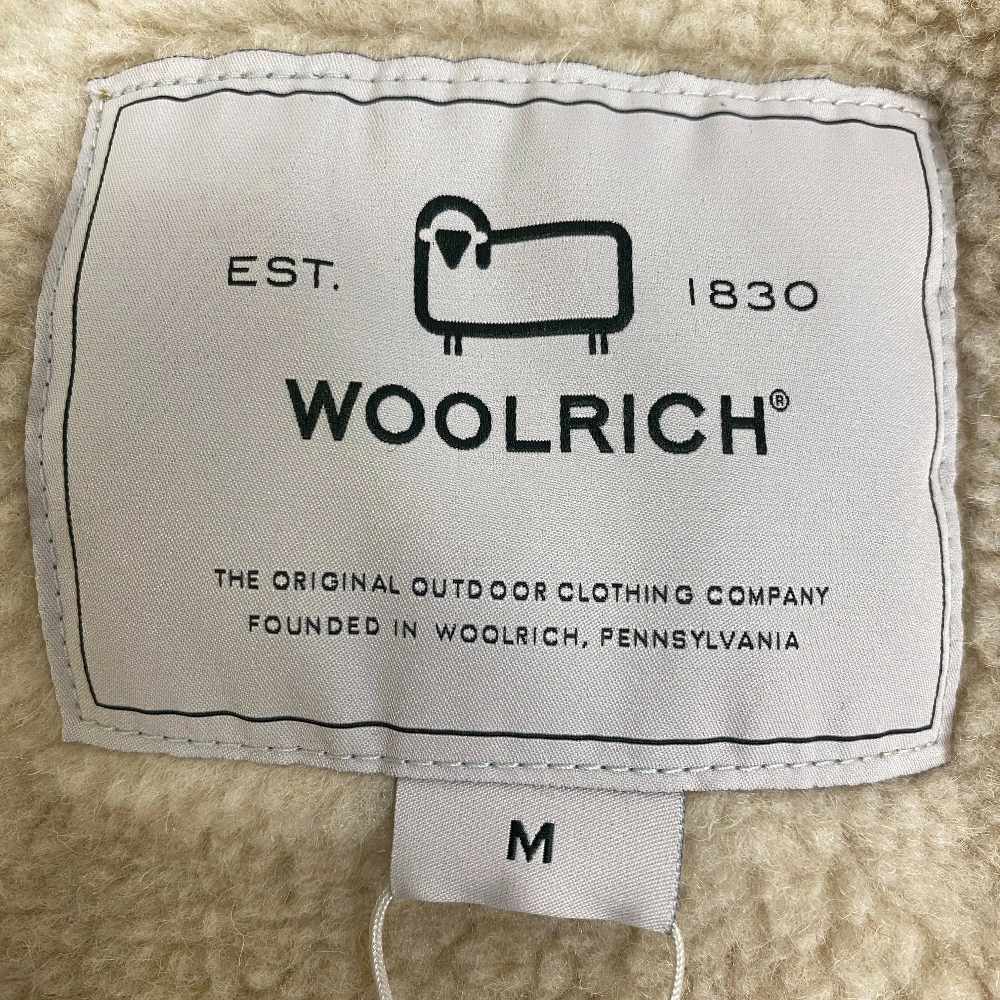 EST. 1830
WOOLRICH®
THE ORIGINAL OUTDOOR CLOTHING COMPANY
FOUNDED IN WOOLRICH, PENNSYLVANIA
M